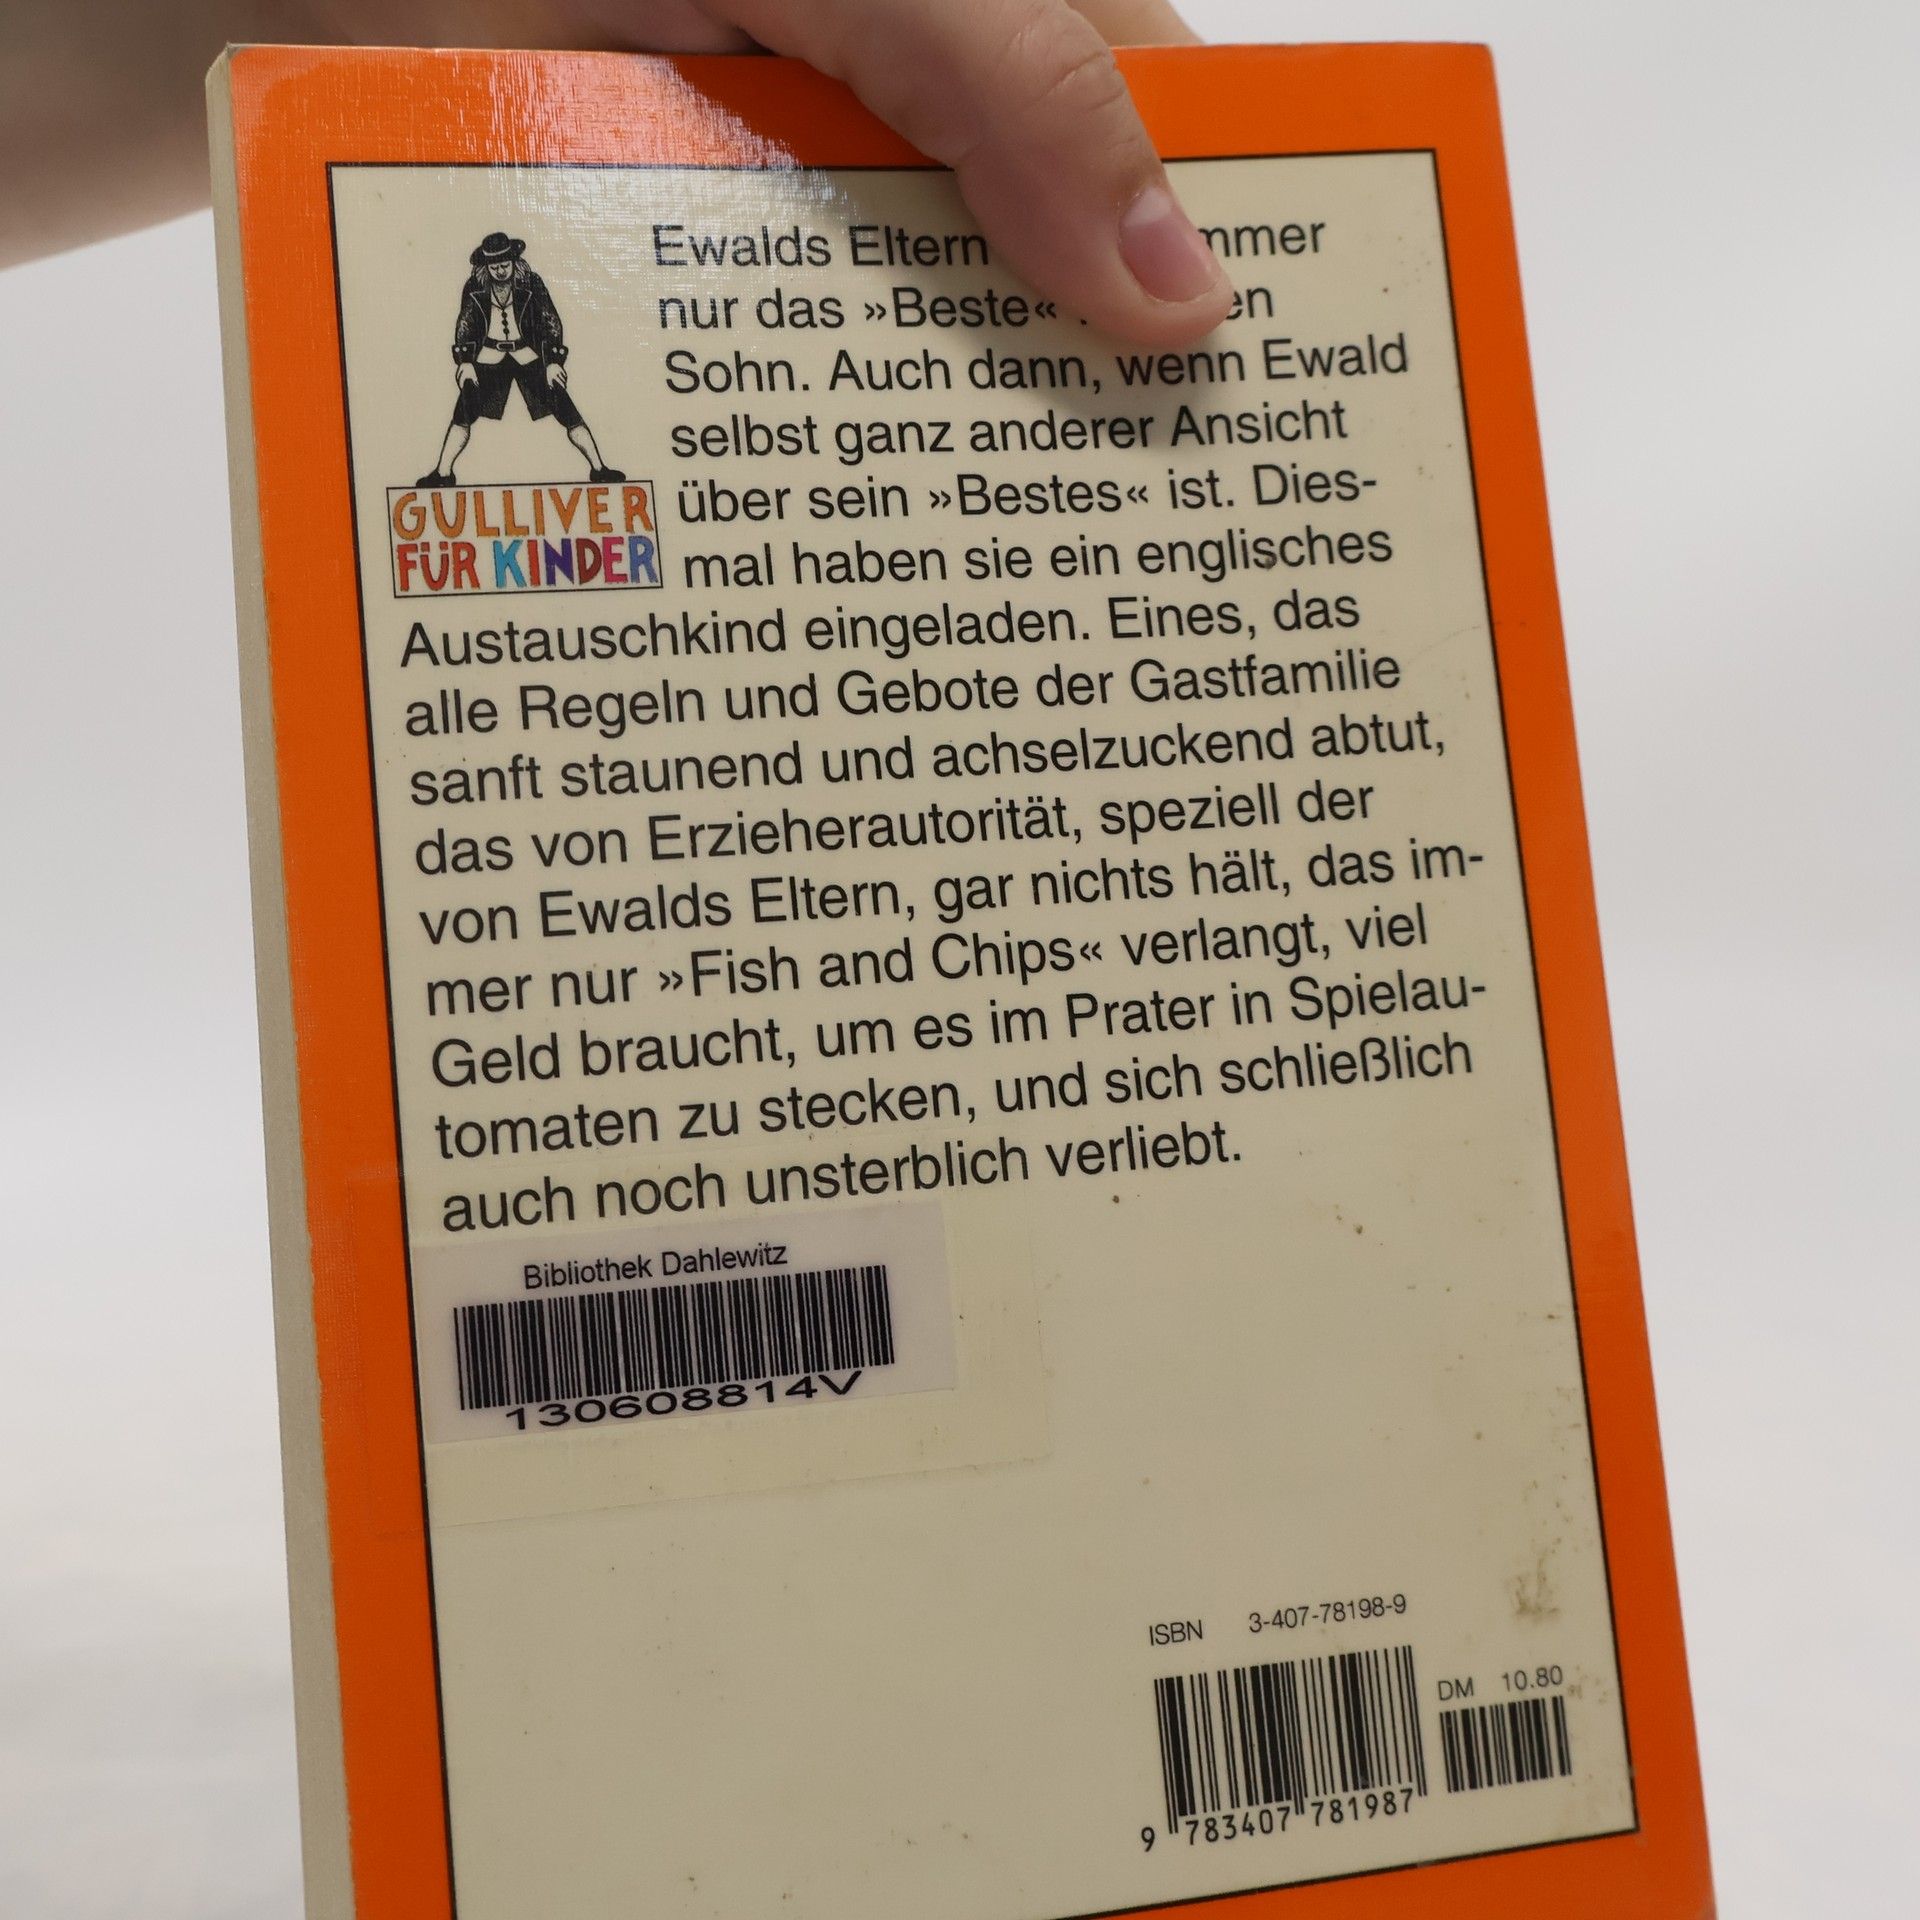 Ewalds Eltern
nur das »Beste«
Sohn. Auch dann, wenn Ewald
selbst ganz anderer Ansicht
über sein »Bestes« ist. Dies-
mal haben sie ein englisches
Austauschkind eingeladen. Eines, das
alle Regeln und Gebote der Gastfamilie
sanft staunend und achselzuckend abtut,
das von Erzieherautorität, speziell der
von Ewalds Eltern, gar nichts hält, das im-
mer nur »Fish and Chips« verlangt, viel
Geld braucht, um es im Prater in Spielau-
tomaten zu stecken, und sich schließlich
auch noch unsterblich verliebt.
GULLIVER
FÜR KINDER
Bibliothek Dahlewitz
130608814V
ISBN 3-407-78198-9
DM 10.80
9 783407 781987